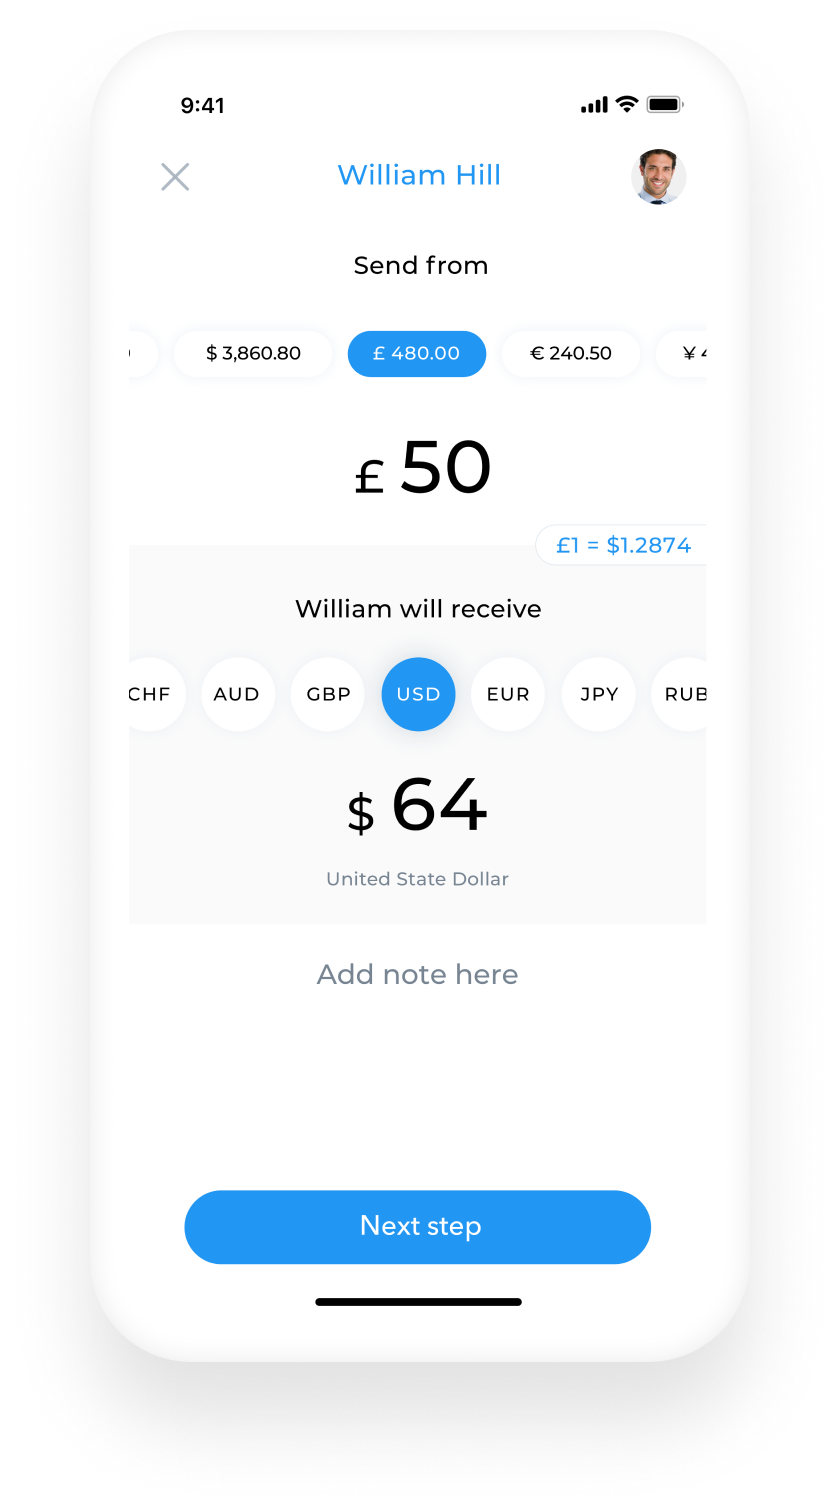 9:41
William Hill
Send from
$ 3,860.80 £ 480.00 € 240.50 ¥
£ 50
£1 = $1.2874
William will receive
CHF AUD GBP USD EUR JPY RUB
$ 64
United State Dollar
Add note here
Next step